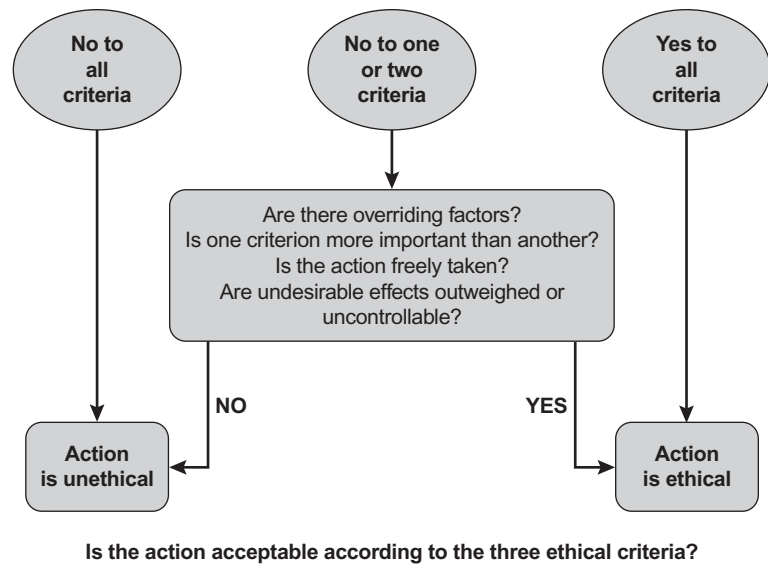 No to
all
criteria
No to one
or two
criteria
Yes to
all
criteria
Are there overriding factors?
Is one criterion more important than another?
Is the action freely taken?
Are undesirable effects outweighed or
uncontrollable?
NO
YES
Action
is unethical
Action
is ethical
Is the action acceptable according to the three ethical criteria?